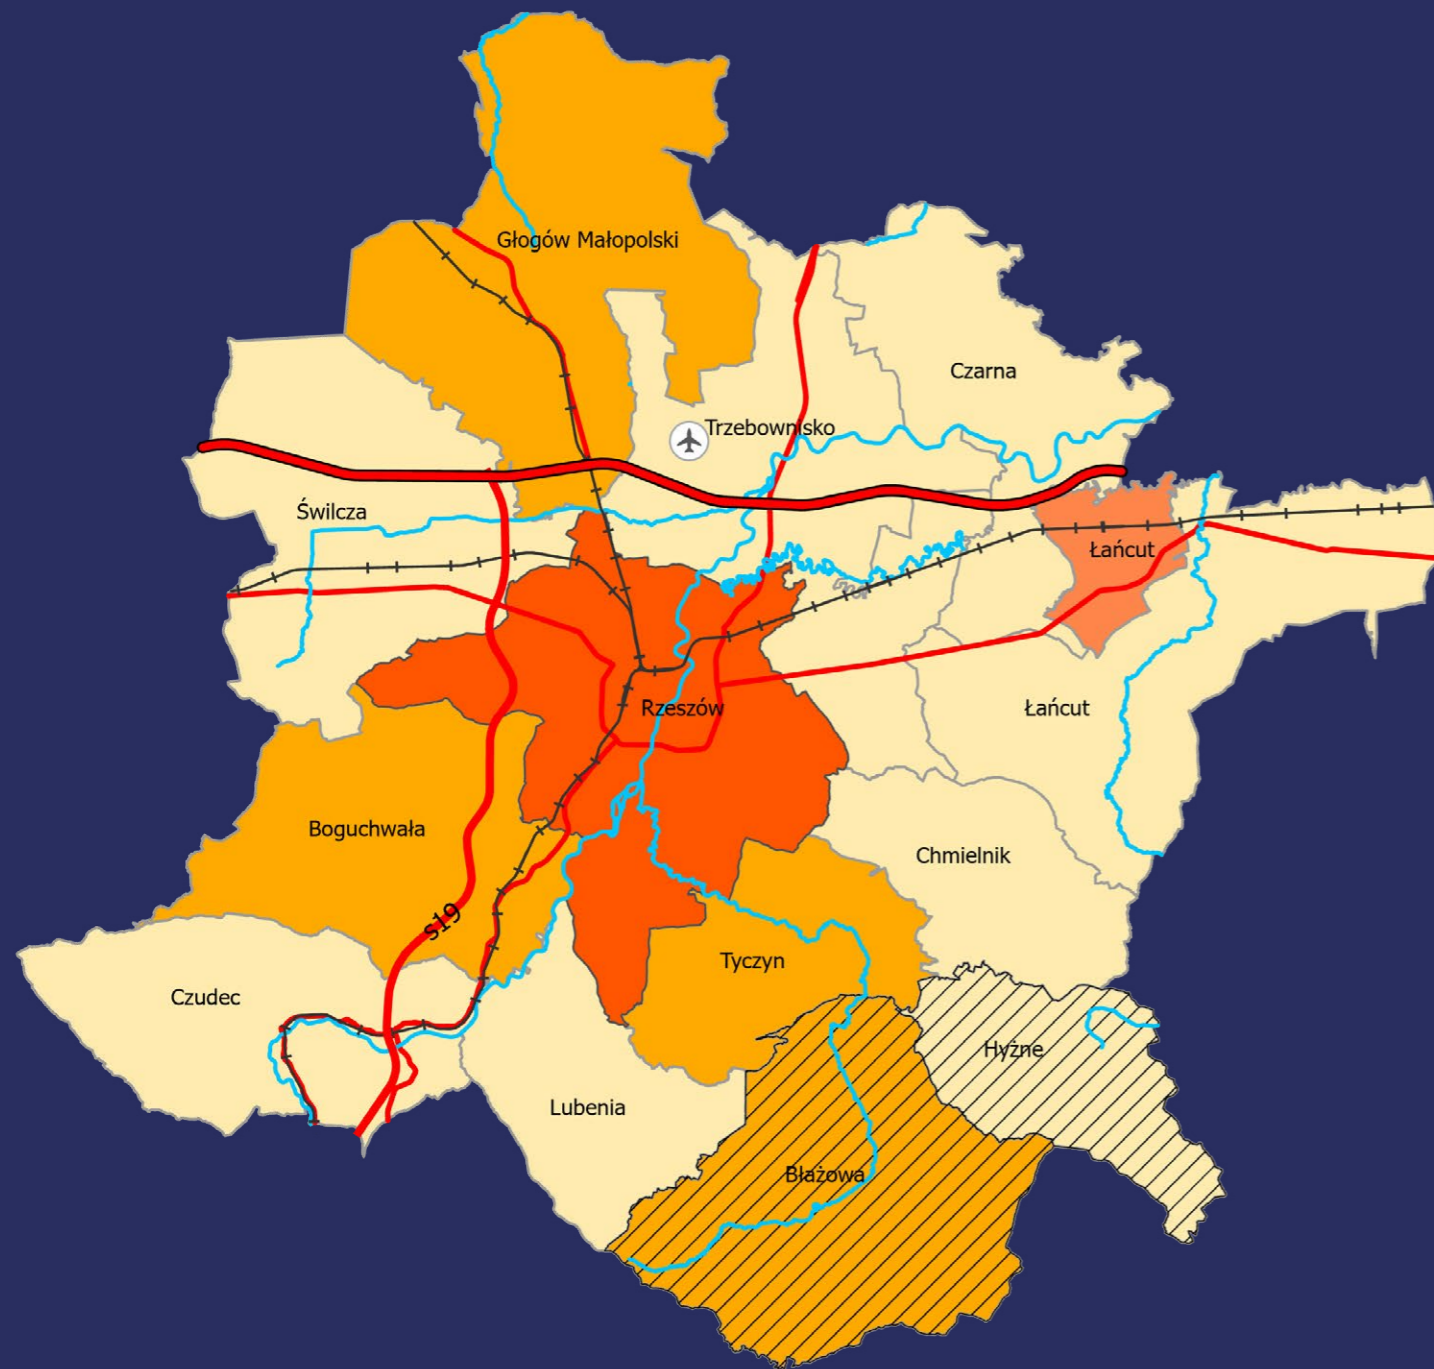 Głogów Małopolski
Czarna
Trzebownisko
Świlcza
Łańcut
Rzeszów
Łańcut
Boguchwała
Chmielnik
S19
Tyczyn
Czudec
Hyżne
Lubenia
Błażowa